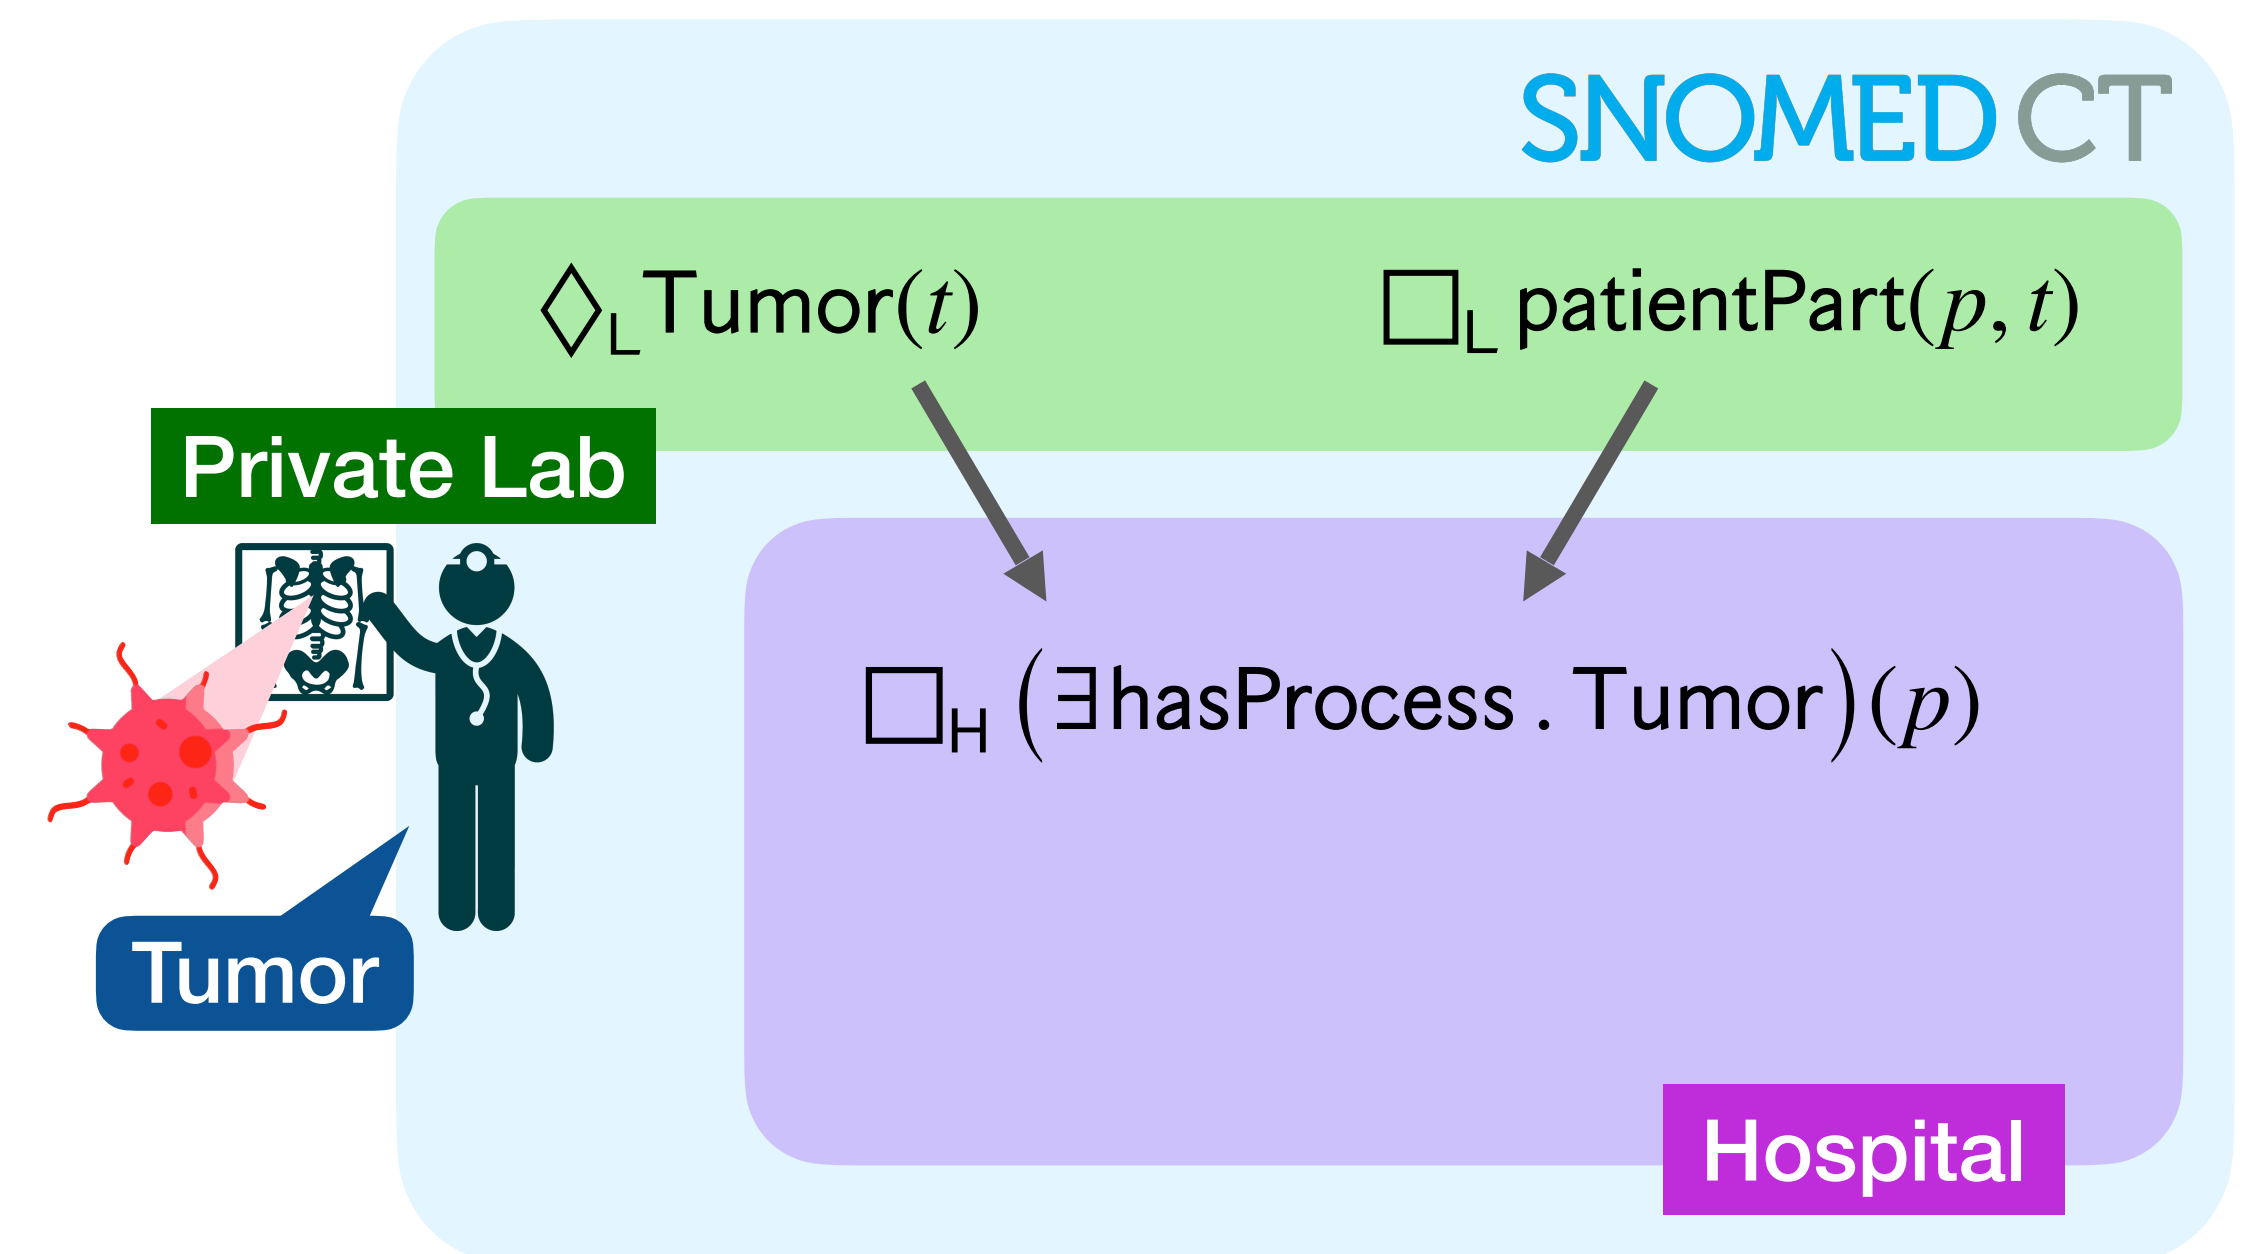 SNOMED CT
◇L Tumor(t)
□L patientPart(p, t)
Private Lab
□H (∃hasProcess . Tumor)(p)
Tumor
Hospital